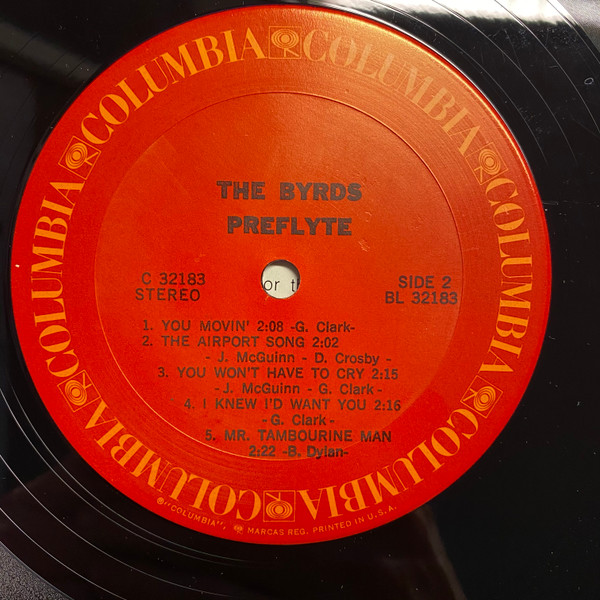 COLUMBIA COLUMBIA COLUMBIA COLUMBIA COLUMBIA COLUMBIA COLUMBIA
THE BYRDS
PREFLYTE
C 32183
STEREO
or t
SIDE 2
BL 32183
1. YOU MOVIN' 2:08 -G. Clark-
2. THE AIRPORT SONG 2:02
- J. McGuinn - D. Crosby -
3. YOU WON'T HAVE TO CRY 2:15
-J. McGuinn - G. Clark -
4. I KNEW I'D WANT YOU 2:16
-G. Clark-
5. MR. TAMBOURINE MAN
2:22 -B. Dylan-
℗"COLUMBIA", MARCAS REG. PRINTED IN U.S.A.